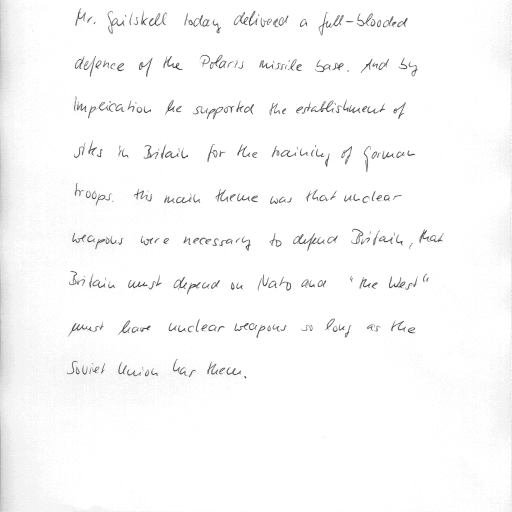 Mr. Gaitskell today delivered a full-blooded
defence of the Polaris missile base. And by
implication he supported the establishment of
sites in Britain for the training of German
troops. His main theme was that nuclear
weapons were necessary to defend Britain, that
Britain must depend on Nato and "the West"
must have nuclear weapons so long as the
Soviet Union has them.